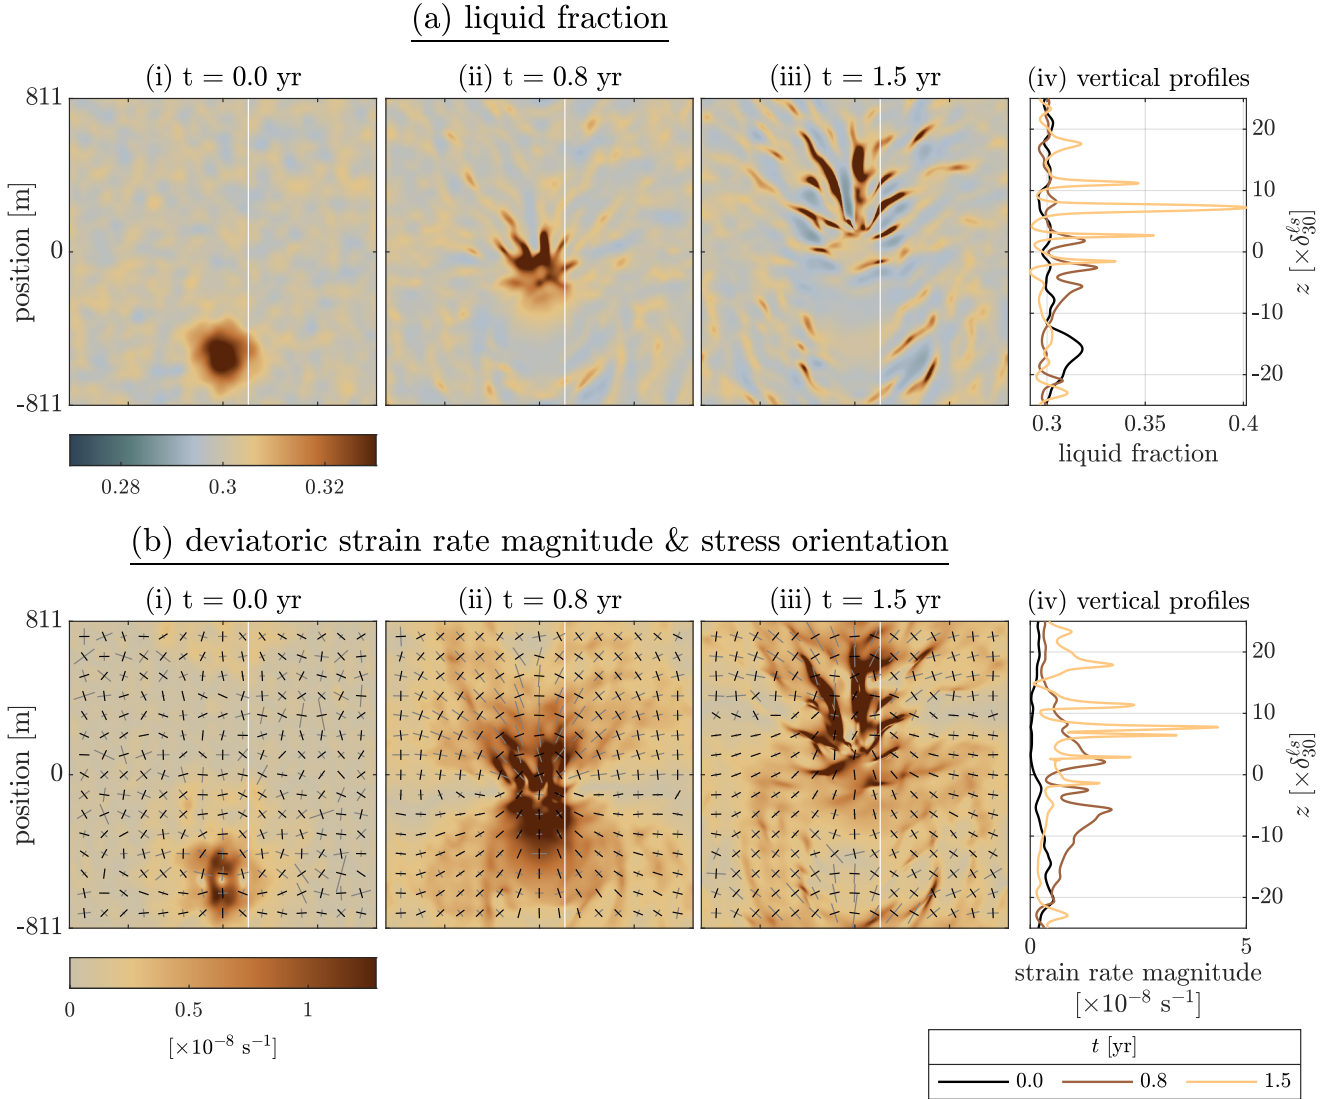 (a) liquid fraction
(i) t = 0.0 yr
(ii) t = 0.8 yr
(iii) t = 1.5 yr
(iv) vertical profiles
811
0
-811
position [m]
20
10
0
-10
-20
z [×δ₃₀^ℓs]
0.3
0.35
0.4
liquid fraction
0.28
0.3
0.32
(b) deviatoric strain rate magnitude & stress orientation
(i) t = 0.0 yr
(ii) t = 0.8 yr
(iii) t = 1.5 yr
(iv) vertical profiles
811
0
-811
position [m]
20
10
0
-10
-20
z [×δ₃₀^ℓs]
0
5
strain rate magnitude
[×10⁻⁸ s⁻¹]
0
0.5
1
[×10⁻⁸ s⁻¹]
t [yr]
0.0
0.8
1.5